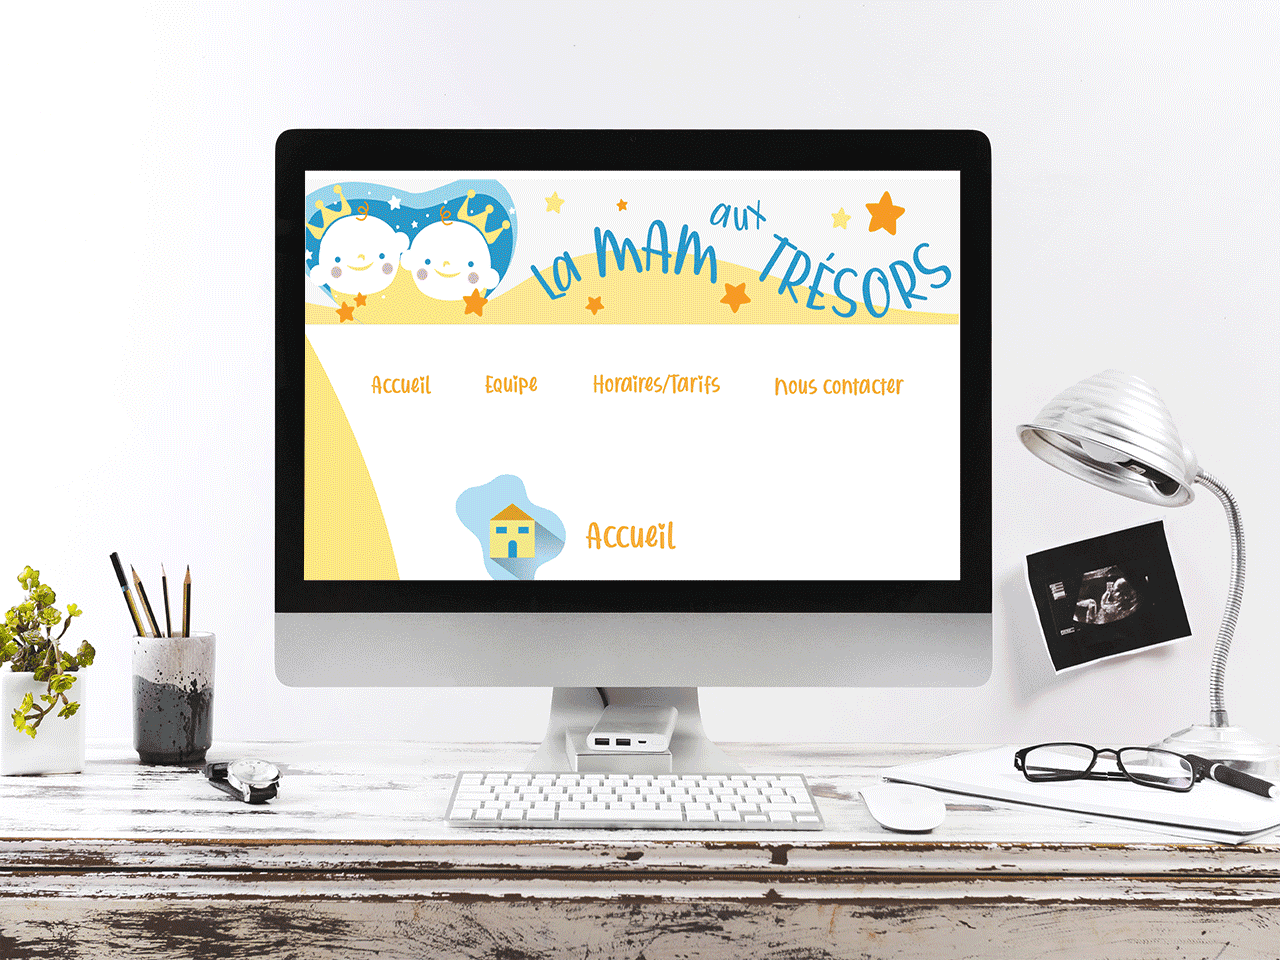 La MAM aux TRÉSORS
Accueil Equipe Horaires/Tarifs nous contacter
Accueil